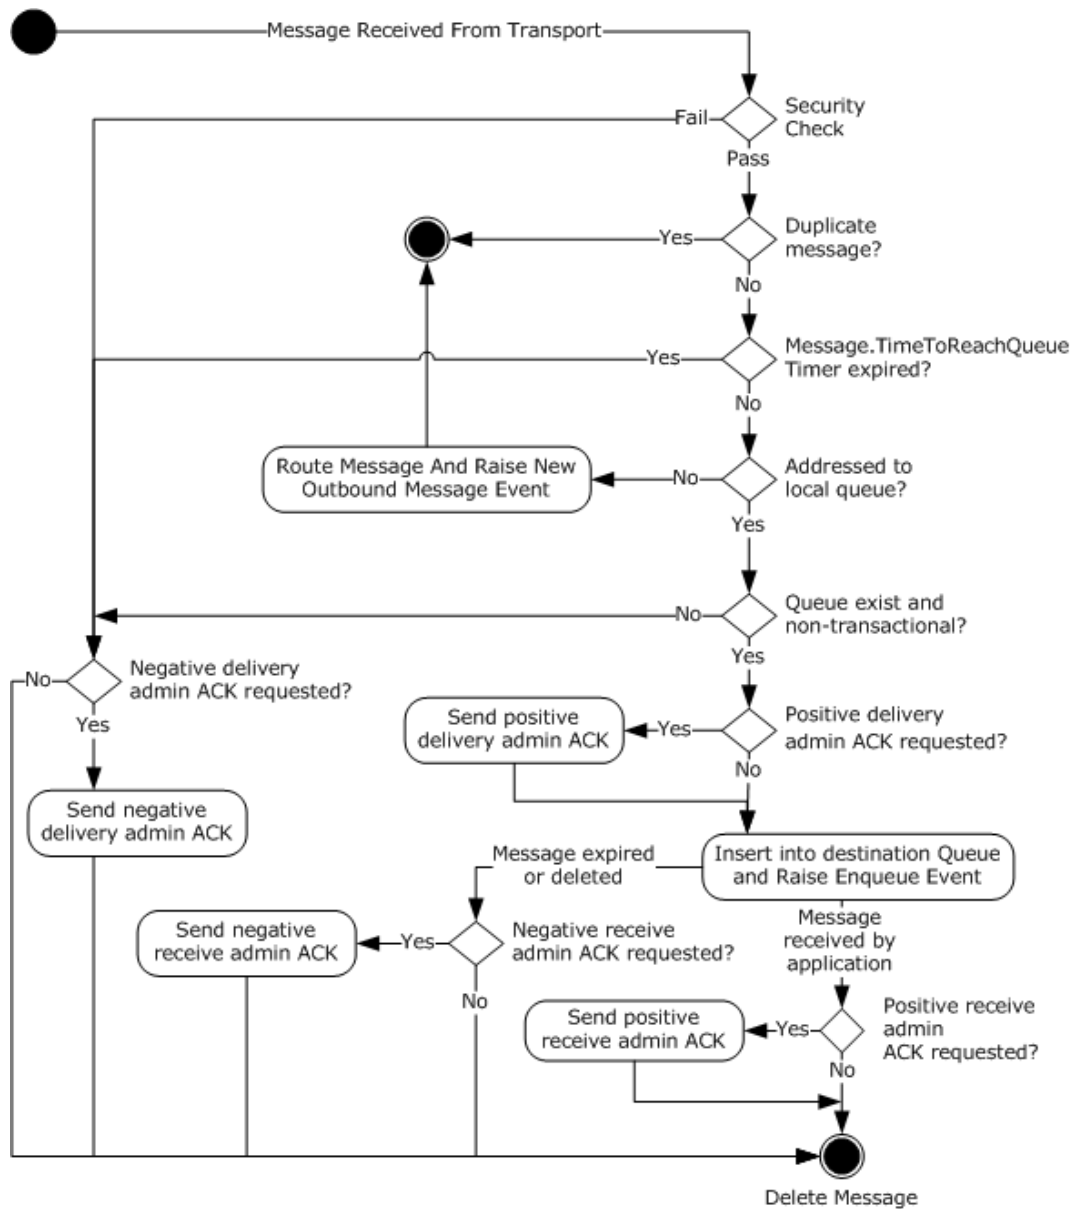 Message Received From Transport
Fail
Security
Check
Pass
Yes
Duplicate
message?
No
Yes
Message.TimeToReachQueue
Timer expired?
No
Route Message And Raise New
Outbound Message Event
No
Addressed to
local queue?
Yes
No
Queue exist and
non-transactional?
Yes
No
Negative delivery
admin ACK requested?
Yes
Send positive
delivery admin ACK
Yes
Positive delivery
admin ACK requested?
No
Send negative
delivery admin ACK
Message expired
or deleted
Insert into destination Queue
and Raise Enqueue Event
Send negative
receive admin ACK
Yes
Negative receive
admin ACK requested?
No
Message
received by
application
Send positive
receive admin ACK
Yes
Positive receive
admin
ACK requested?
No
Delete Message